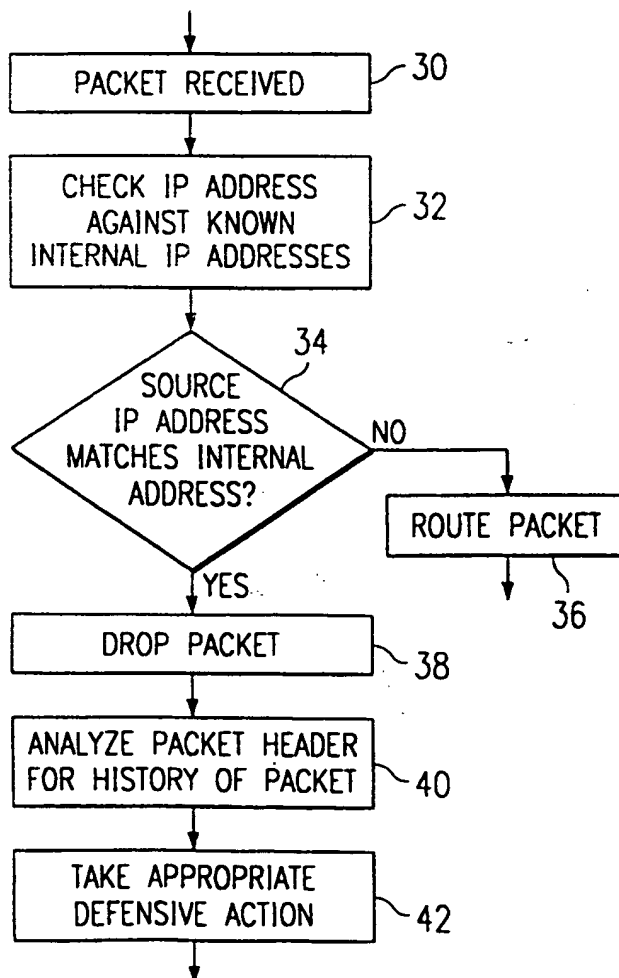 PACKET RECEIVED
30
CHECK IP ADDRESS
AGAINST KNOWN
INTERNAL IP ADDRESSES
32
34
SOURCE
IP ADDRESS
MATCHES INTERNAL
ADDRESS?
NO
ROUTE PACKET
36
YES
DROP PACKET
38
ANALYZE PACKET HEADER
FOR HISTORY OF PACKET
40
TAKE APPROPRIATE
DEFENSIVE ACTION
42